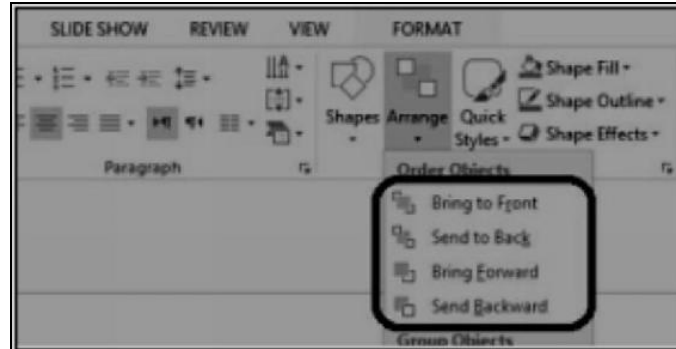 SLIDE SHOW REVIEW VIEW FORMAT
Shape Fill
Shape Outline
Shapes Arrange Quick Styles Shape Effects
Paragraph
Order Objects
Bring to Front
Send to Back
Bring Forward
Send Backward
Group Objects